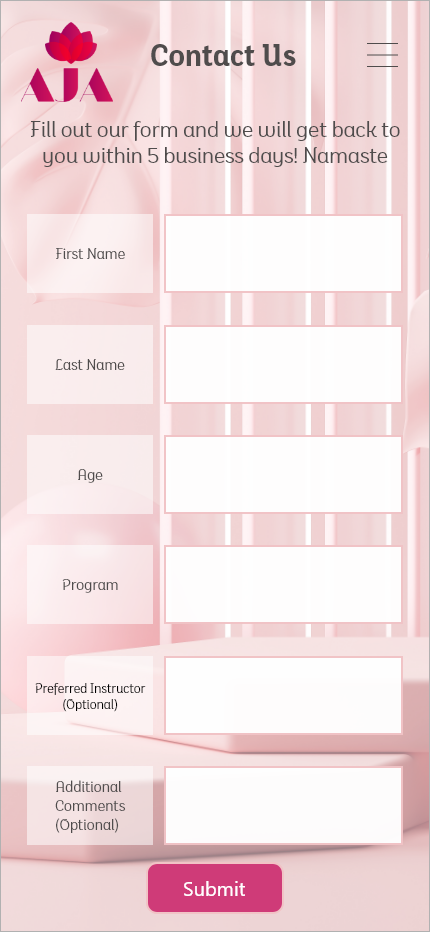 AJA
Contact Us
Fill out our form and we will get back to
you within 5 business days! Namaste
First Name
Last Name
Age
Program
Preferred Instructor
(Optional)
Additional
Comments
(Optional)
Submit